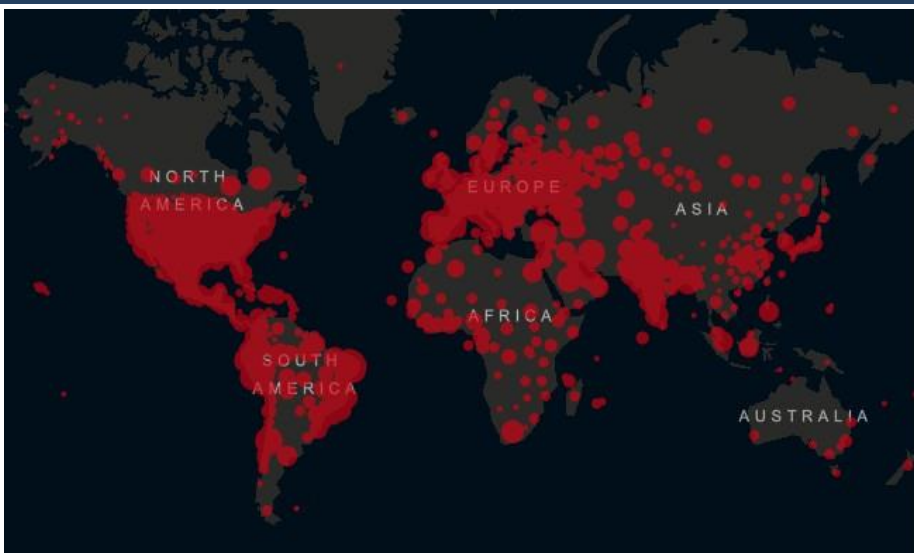 NORTH
AMERICA
EUROPE
ASIA
AFRICA
SOUTH
AMERICA
AUSTRALIA